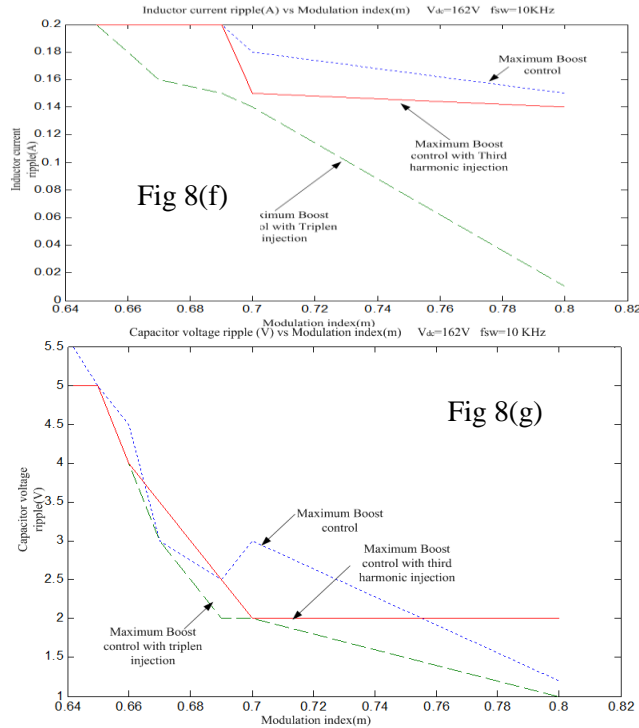 Inductor current ripple(A) vs Modulation index(m) Vdc=162V fsw=10KHz
0.2
0.18
0.16
0.14
0.12
0.1
0.08
0.06
0.04
0.02
0
Inductor current
ripple(A)
Maximum Boost
control
Maximum Boost
control with Third
harmonic injection
Fig 8(f)
ximum Boost
ol with Triplen
injection
0.64 0.66 0.68 0.7 0.72 0.74 0.76 0.78 0.8 0.82
Modulation index(m)
Capacitor voltage ripple (V) vs Modulation index(m) Vdc=162V fsw=10 KHz
5.5
5
4.5
4
3.5
3
2.5
2
1.5
1
Capacitor voltage
ripple(V)
Fig 8(g)
Maximum Boost
control
Maximum Boost
control with third
harmonic injection
Maximum Boost
control with triplen
injection
0.64 0.66 0.68 0.7 0.72 0.74 0.76 0.78 0.8 0.82
Modulation index(m)